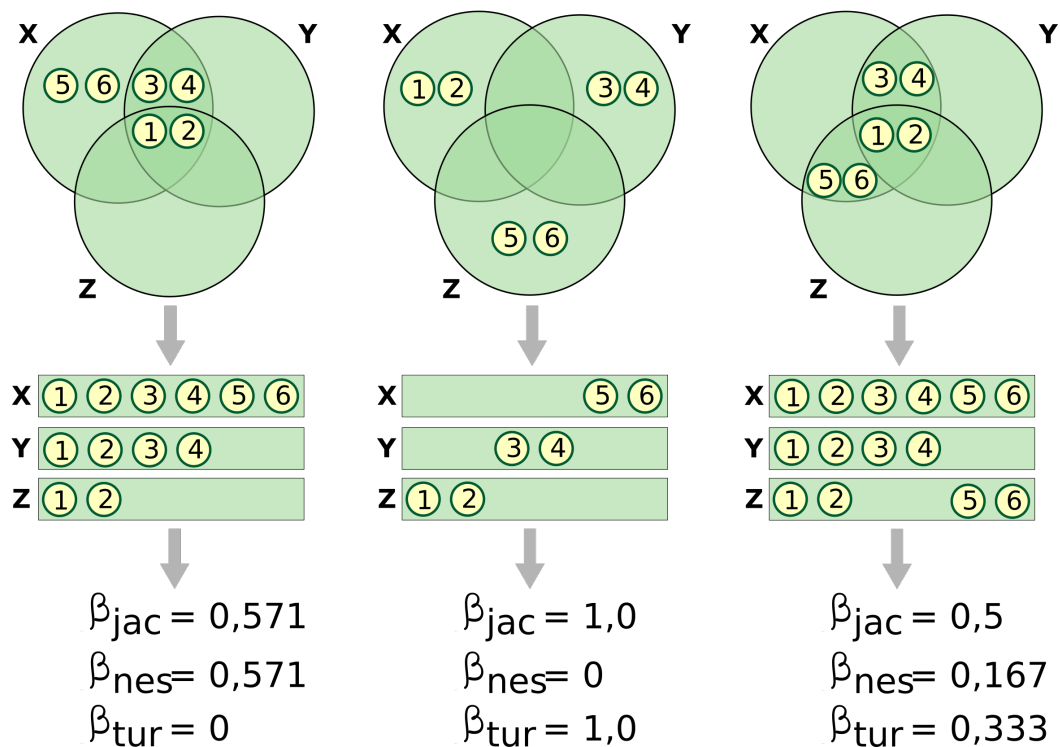 X Y
5 6 3 4
1 2
Z
X Y
1 2 3 4
5 6
Z
X Y
3 4
1 2
5 6
Z
X 1 2 3 4 5 6
Y 1 2 3 4
Z 1 2
X 5 6
Y 3 4
Z 1 2
X 1 2 3 4 5 6
Y 1 2 3 4
Z 1 2 5 6
βjac = 0,571
βnes= 0,571
βtur = 0
βjac = 1,0
βnes= 0
βtur = 1,0
βjac = 0,5
βnes= 0,167
βtur = 0,333